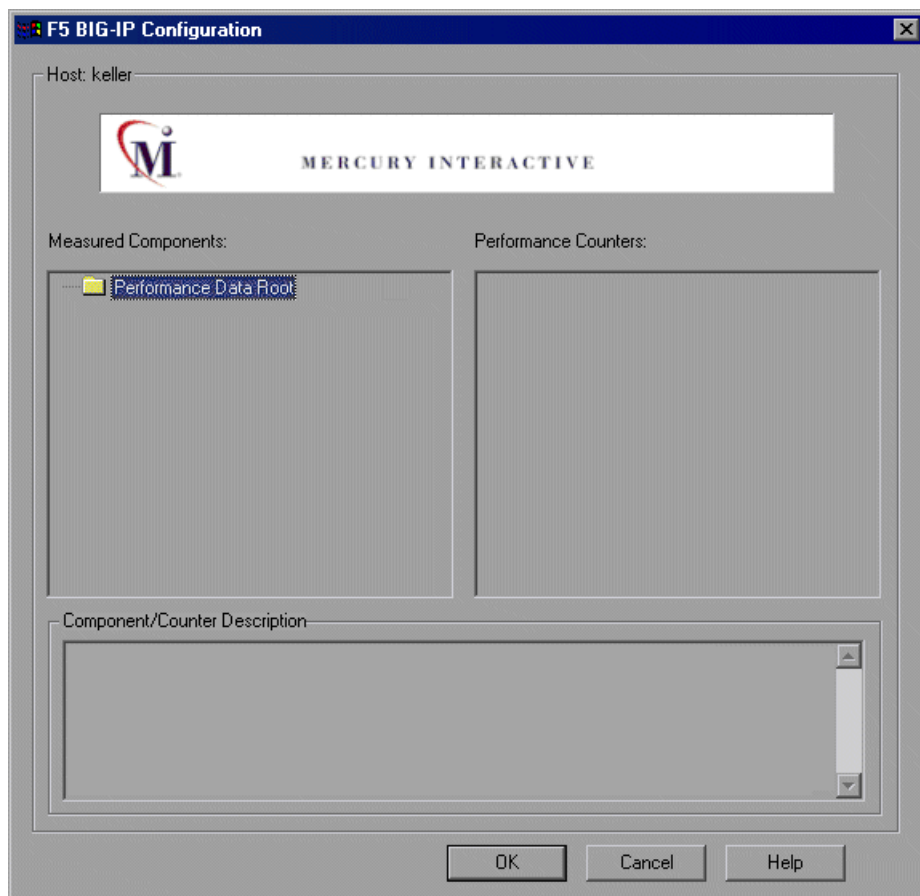 F5 BIG-IP Configuration
Host: keller
M
MERCURY INTERACTIVE
Measured Components:
Performance Counters:
Performance Data Root
Component/Counter Description
OK
Cancel
Help